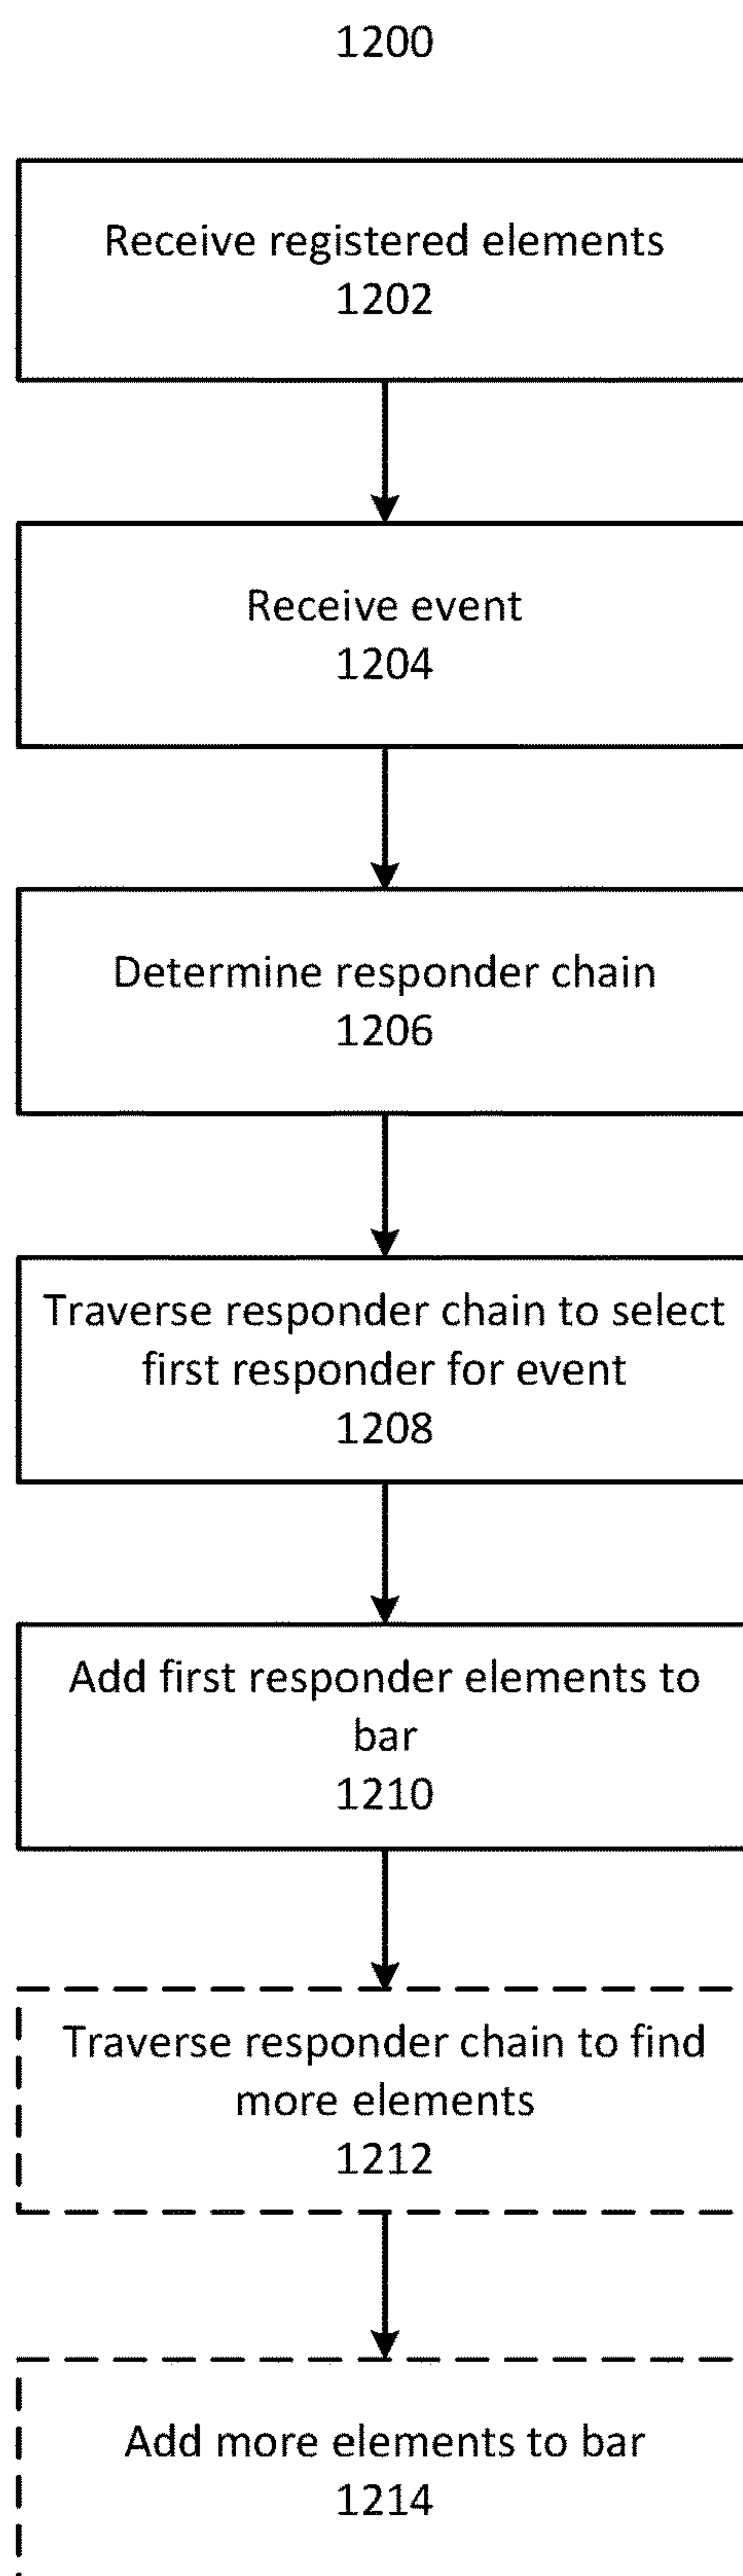 1200
Receive registered elements
1202
Receive event
1204
Determine responder chain
1206
Traverse responder chain to select
first responder for event
1208
Add first responder elements to
bar
1210
Traverse responder chain to find
more elements
1212
Add more elements to bar
1214